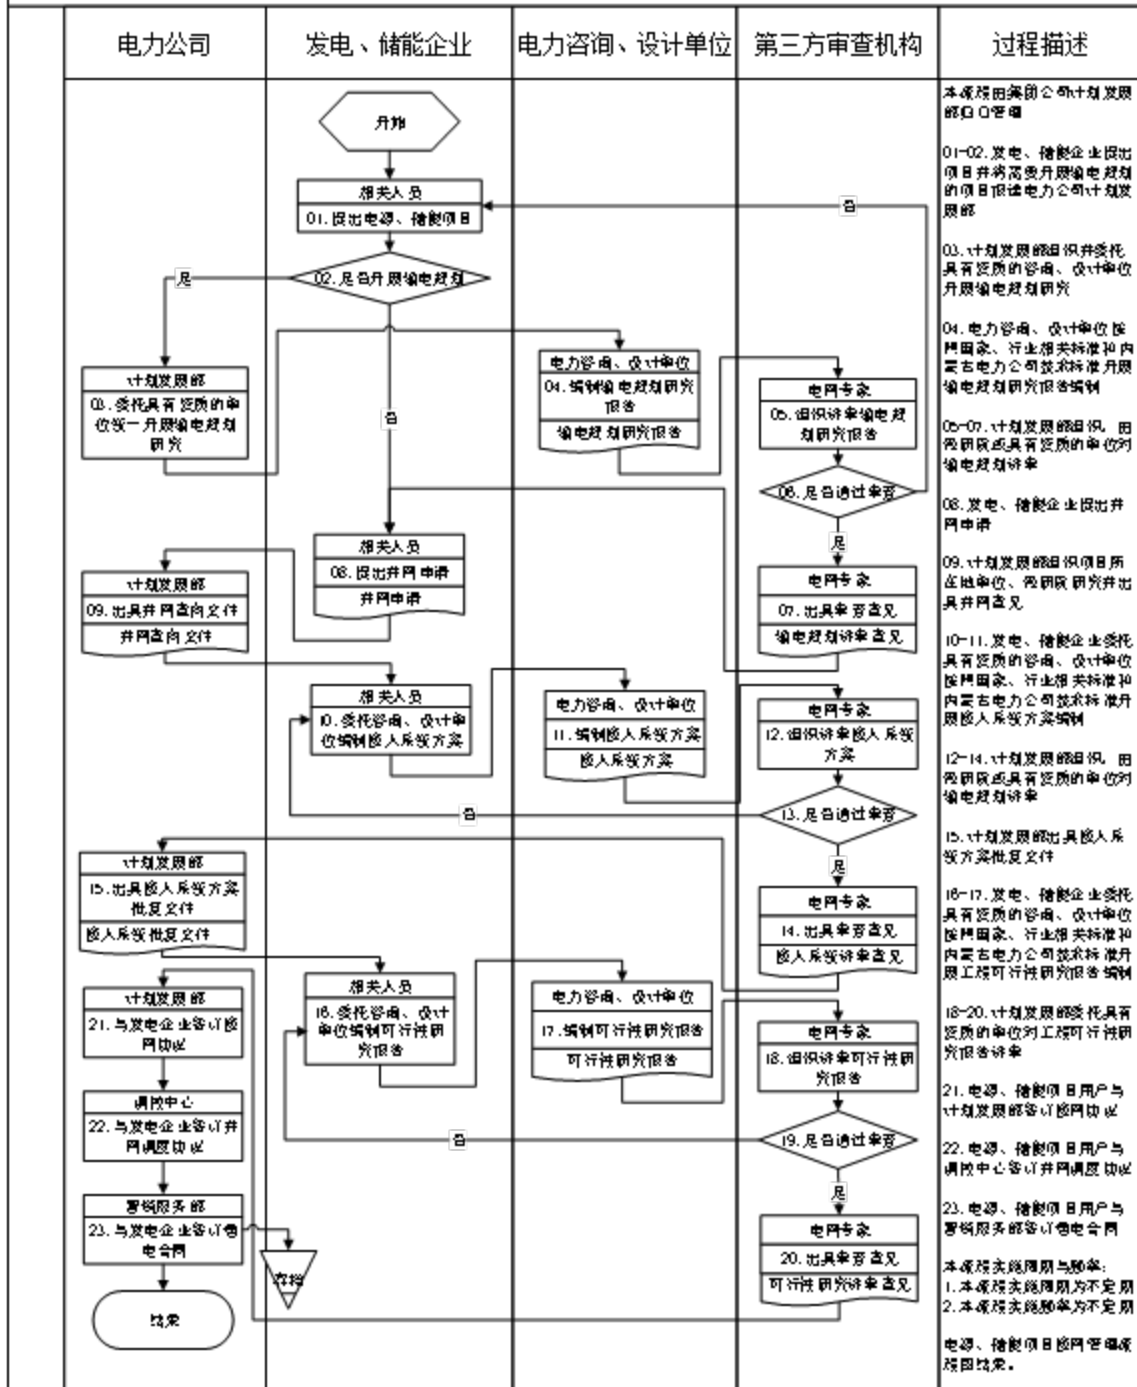 电力公司
发电、储能企业
电力咨询、设计单位
第三方审查机构
过程描述
开始
相关人员
01.提出电源、储能项目
02.是否开展输电规划
是
否
计划发展部
03.委托具有资质的单
位统一开展输电规划
研究
电力咨询、设计单位
04.编制输电规划研究
报告
输电规划研究报告
电网专家
05.组织评审输电规
划研究报告
06.是否通过审查
否
是
电网专家
07.出具审查意见
输电规划评审意见
相关人员
08.提出并网申请
并网申请
计划发展部
09.出具并网意向文件
并网意向文件
相关人员
10.委托咨询、设计单
位编制接入系统方案
电力咨询、设计单位
11.编制接入系统方案
接入系统方案
电网专家
12.组织评审接入系统
方案
13.是否通过审查
否
是
电网专家
14.出具审查意见
接入系统评审意见
计划发展部
15.出具接入系统方案
批复文件
接入系统批复文件
相关人员
16.委托咨询、设计
单位编制可行性研
究报告
电力咨询、设计单位
17.编制可行性研究报告
可行性研究报告
电网专家
18.组织评审可行性研
究报告
19.是否通过审查
否
是
电网专家
20.出具审查意见
可行性研究评审意见
计划发展部
21.与发电企业签订接
网协议
调控中心
22.与发电企业签订并
网调度协议
营销服务部
23.与发电企业签订售
电合同
存档
结束
本流程由集团公司计划发展
部归口管理
01-02.发电、储能企业提出
项目并将需要开展输电规划
的项目报送电力公司计划发
展部
03.计划发展部组织并委托
具有资质的咨询、设计单位
开展输电规划研究
04.电力咨询、设计单位按
照国家、行业相关标准和内
蒙古电力公司技术标准开展
输电规划研究报告编制
05-07.计划发展部组织，由
经研院或具有资质的单位对
输电规划评审
08.发电、储能企业提出并
网申请
09.计划发展部组织项目所
在地单位、经研院研究并出
具并网意见
10-11.发电、储能企业委托
具有资质的咨询、设计单位
按照国家、行业相关标准和
内蒙古电力公司技术标准开
展接入系统方案编制
12-14.计划发展部组织，由
经研院或具有资质的单位对
输电规划评审
15.计划发展部出具接入系
统方案批复文件
16-17.发电、储能企业委托
具有资质的咨询、设计单位
按照国家、行业相关标准和
内蒙古电力公司技术标准开
展工程可行性研究报告编制
18-20.计划发展部委托具有
资质的单位对工程可行性研
究报告评审
21.电源、储能项目用户与
计划发展部签订接网协议
22.电源、储能项目用户与
调控中心签订并网调度协议
23.电源、储能项目用户与
营销服务部签订售电合同
本流程实施周期与频率：
1.本流程实施周期为不定期
2.本流程实施频率为不定期
电源、储能项目接网管理流
程图结束。